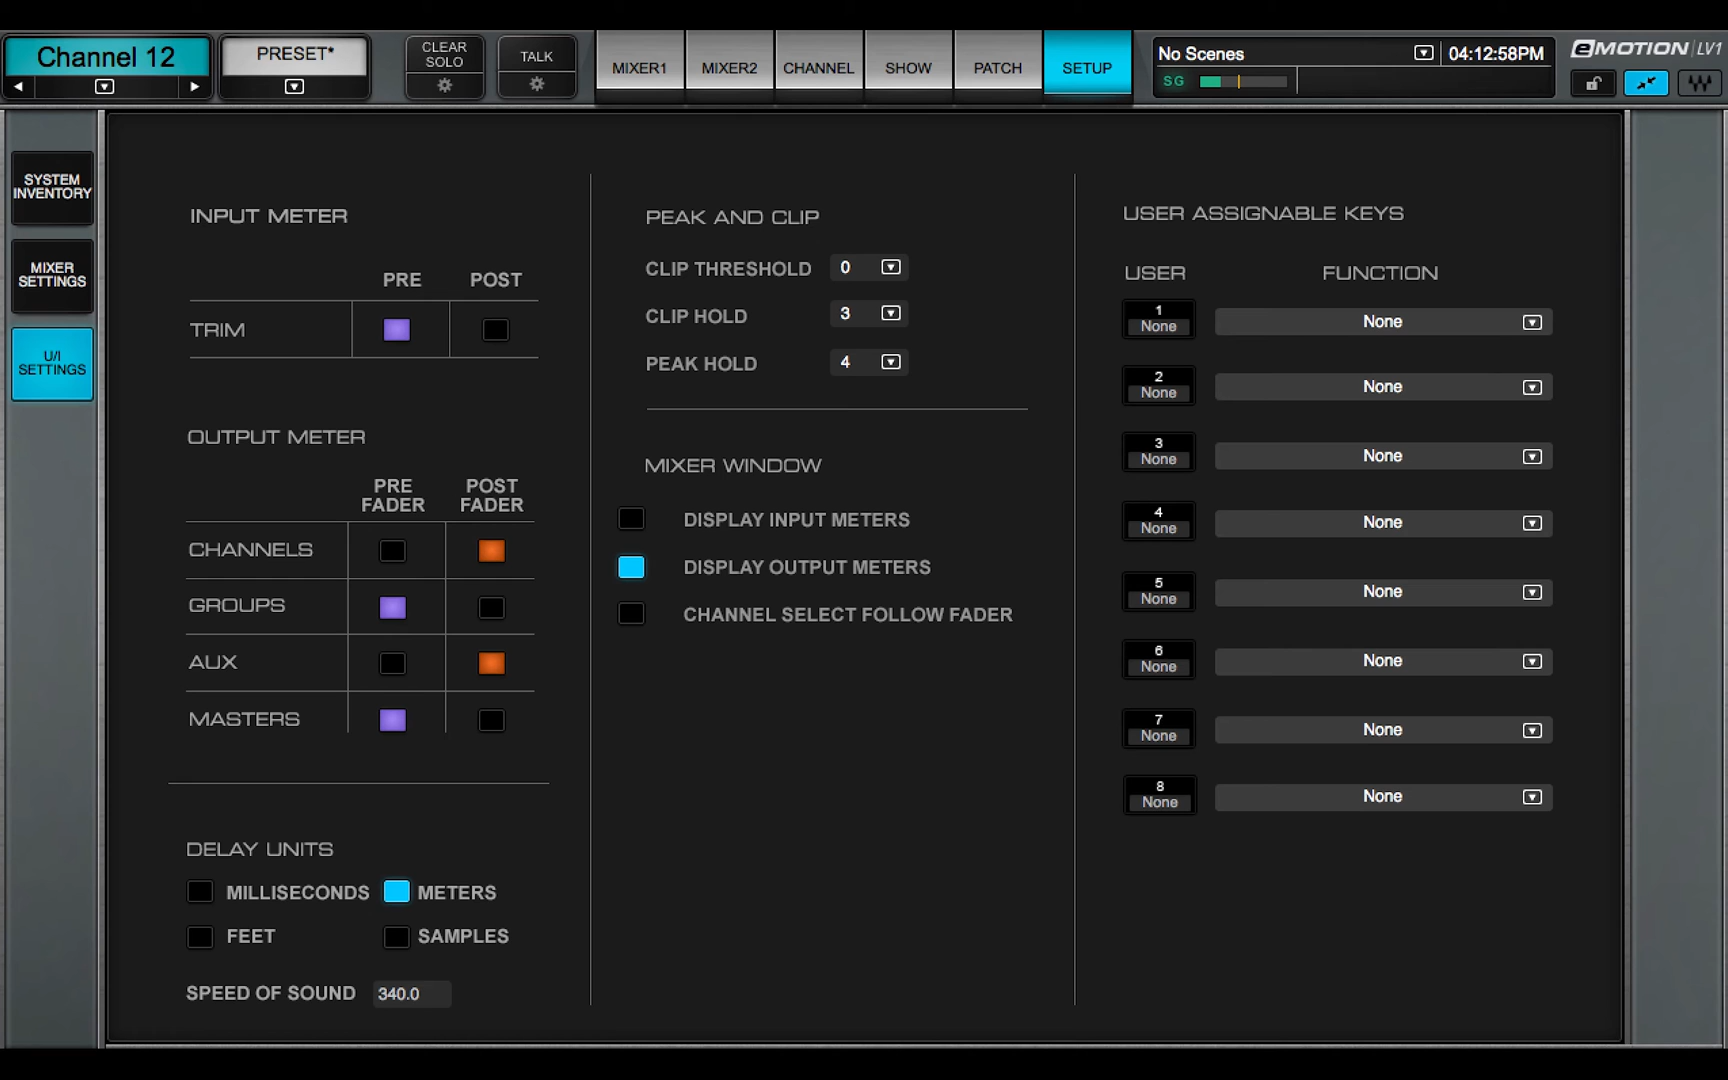 Channel 12
PRESET*
CLEAR
SOLO
TALK
MIXER1
MIXER2
CHANNEL
SHOW
PATCH
SETUP
No Scenes
04:12:58PM
SG
eMOTION LV1
SYSTEM
INVENTORY
MIXER
SETTINGS
U/I
SETTINGS
INPUT METER
PRE
POST
TRIM
OUTPUT METER
PRE
FADER
POST
FADER
CHANNELS
GROUPS
AUX
MASTERS
DELAY UNITS
MILLISECONDS
METERS
FEET
SAMPLES
SPEED OF SOUND
340.0
PEAK AND CLIP
CLIP THRESHOLD
0
CLIP HOLD
3
PEAK HOLD
4
MIXER WINDOW
DISPLAY INPUT METERS
DISPLAY OUTPUT METERS
CHANNEL SELECT FOLLOW FADER
USER ASSIGNABLE KEYS
USER
FUNCTION
1
None
None
2
None
None
3
None
None
4
None
None
5
None
None
6
None
None
7
None
None
8
None
None